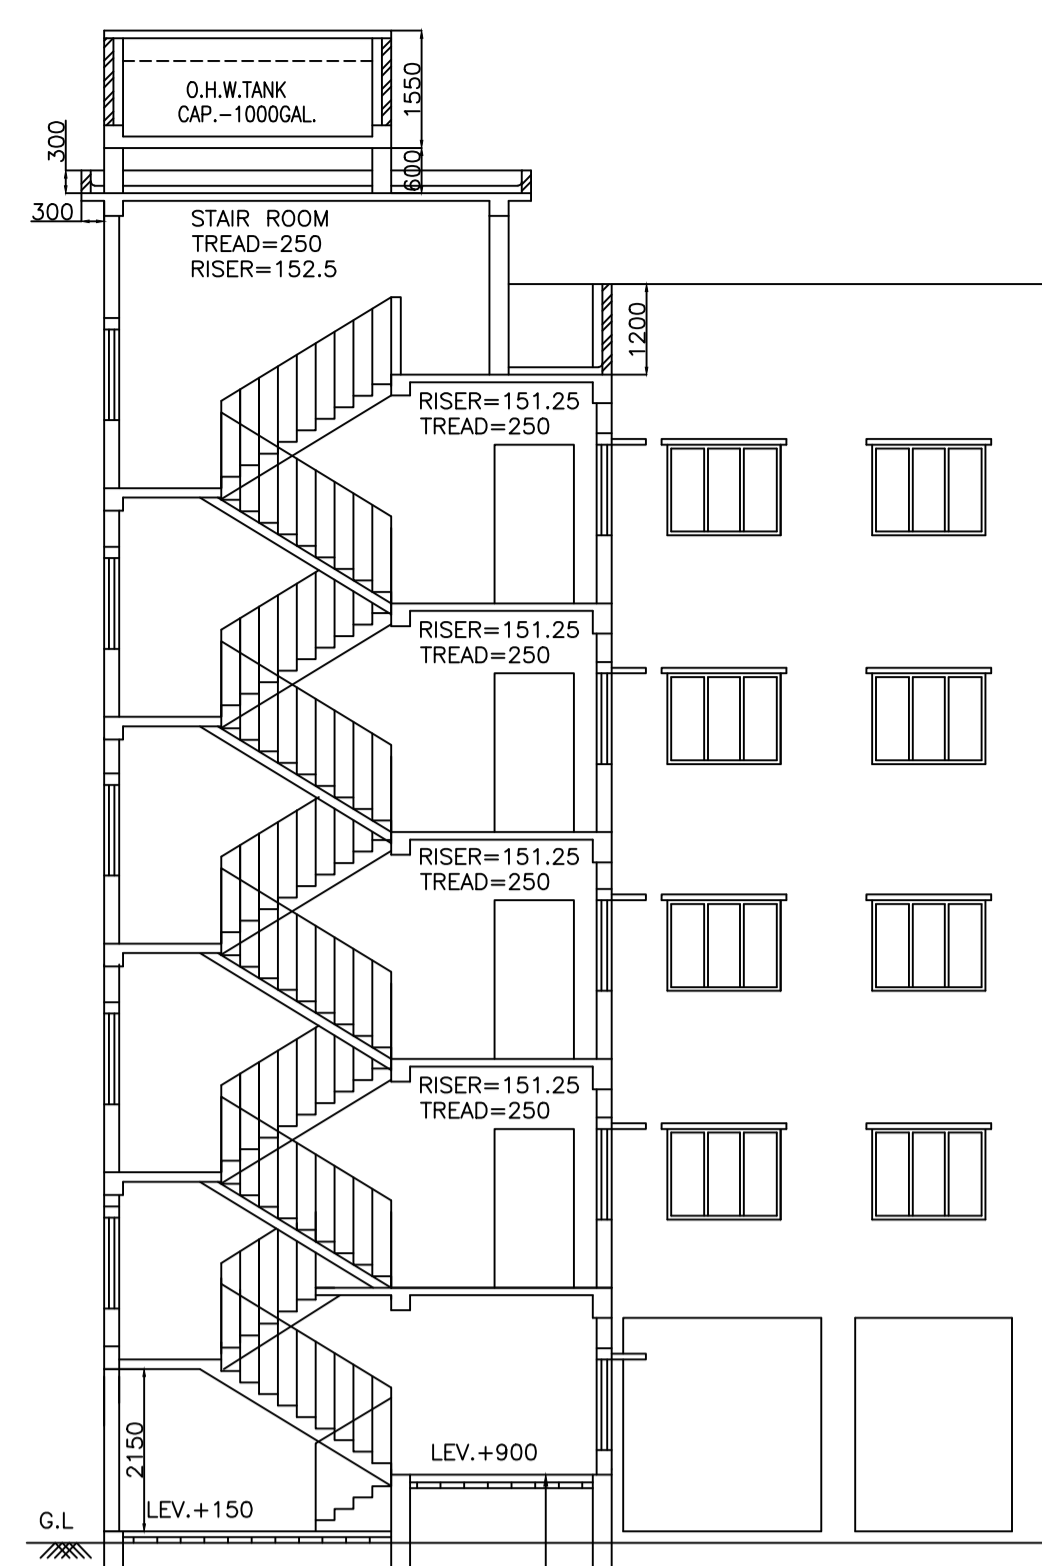 O.H.W.TANK
CAP.-1000GAL.
1550
300
600
300
STAIR ROOM
TREAD=250
RISER=152.5
1200
RISER=151.25
TREAD=250
RISER=151.25
TREAD=250
RISER=151.25
TREAD=250
RISER=151.25
TREAD=250
2150
LEV.+900
LEV.+150
G.L